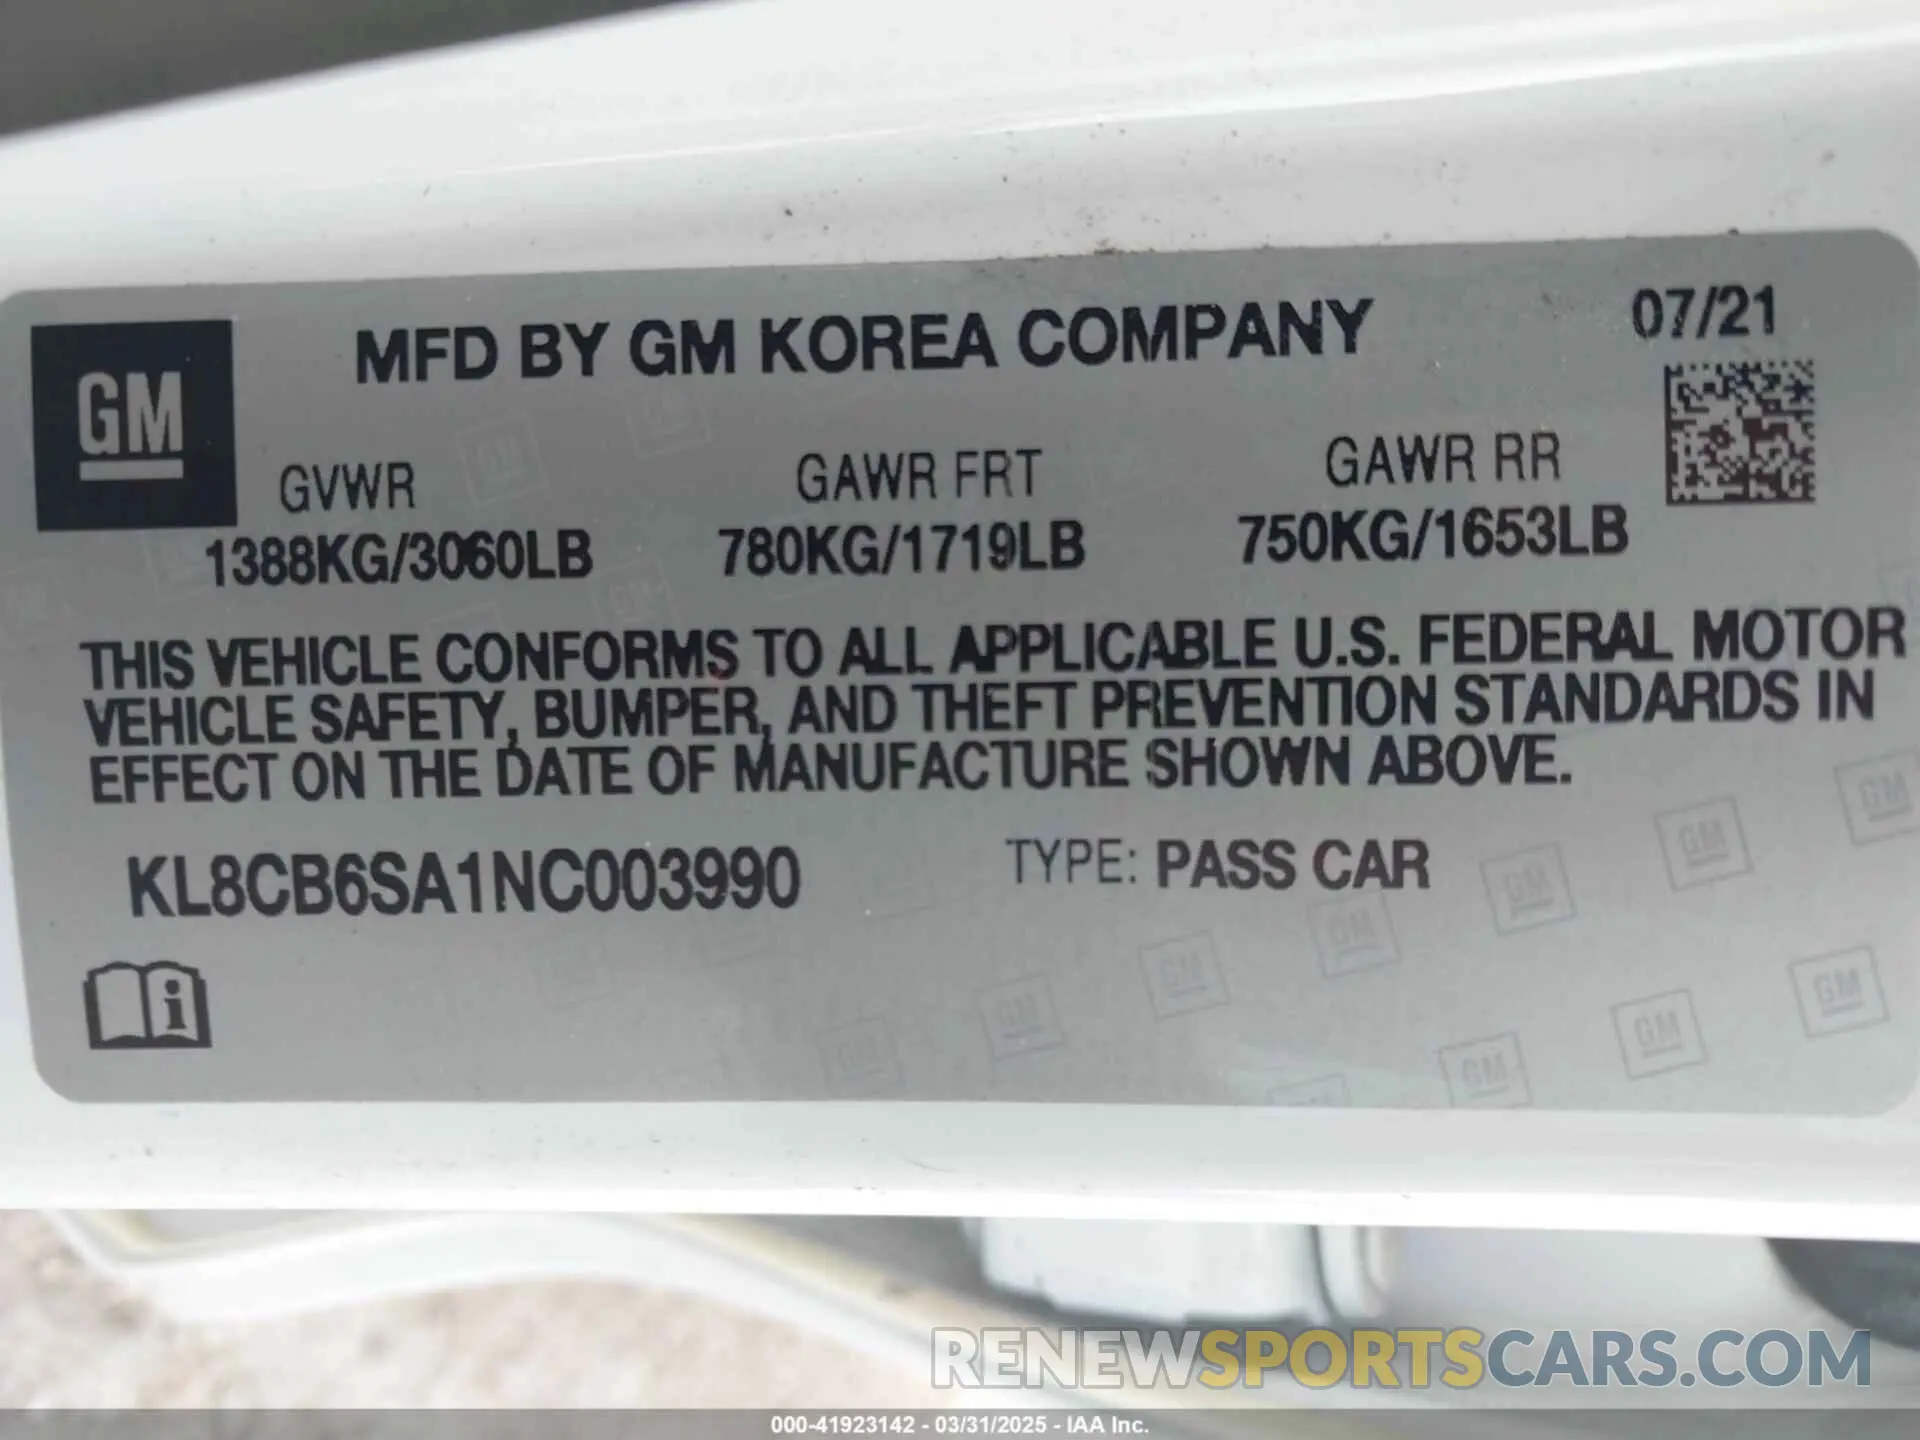 MFD BY GM KOREA COMPANY 07/21
GM
GVWR GAWR FRT GAWR RR
1388KG/3060LB 780KG/1719LB 750KG/1653LB
THIS VEHICLE CONFORMS TO ALL APPLICABLE U.S. FEDERAL MOTOR
VEHICLE SAFETY, BUMPER, AND THEFT PREVENTION STANDARDS IN
EFFECT ON THE DATE OF MANUFACTURE SHOWN ABOVE.
KL8CB6SA1NC003990 TYPE: PASS CAR
RENEWSPORTSCARS.COM
000-41923142 - 03/31/2025 - IAA Inc.